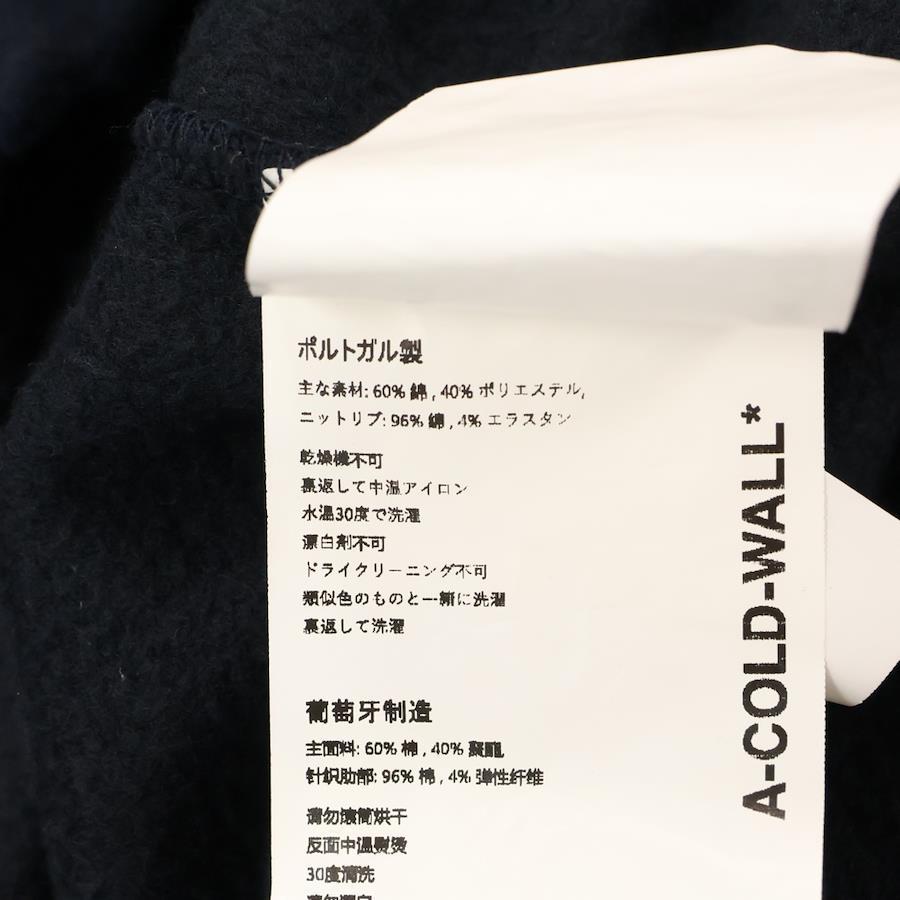 ポルトガル製
主な素材: 60% 綿 , 40% ポリエステル,
ニットリブ: 96% 綿 , 4% エラスタン
乾燥機不可
裏返して中温アイロン
水温30度で洗濯
漂白剤不可
ドライクリーニング不可
類似色のものと一緒に洗濯
裏返して洗濯
葡萄牙制造
主面料: 60% 棉 , 40% 聚酯
针织肋部: 96% 棉 , 4% 弹性纤维
请勿滚筒烘干
反面中温熨烫
30度清洗
请勿漂白
A-COLD-WALL*